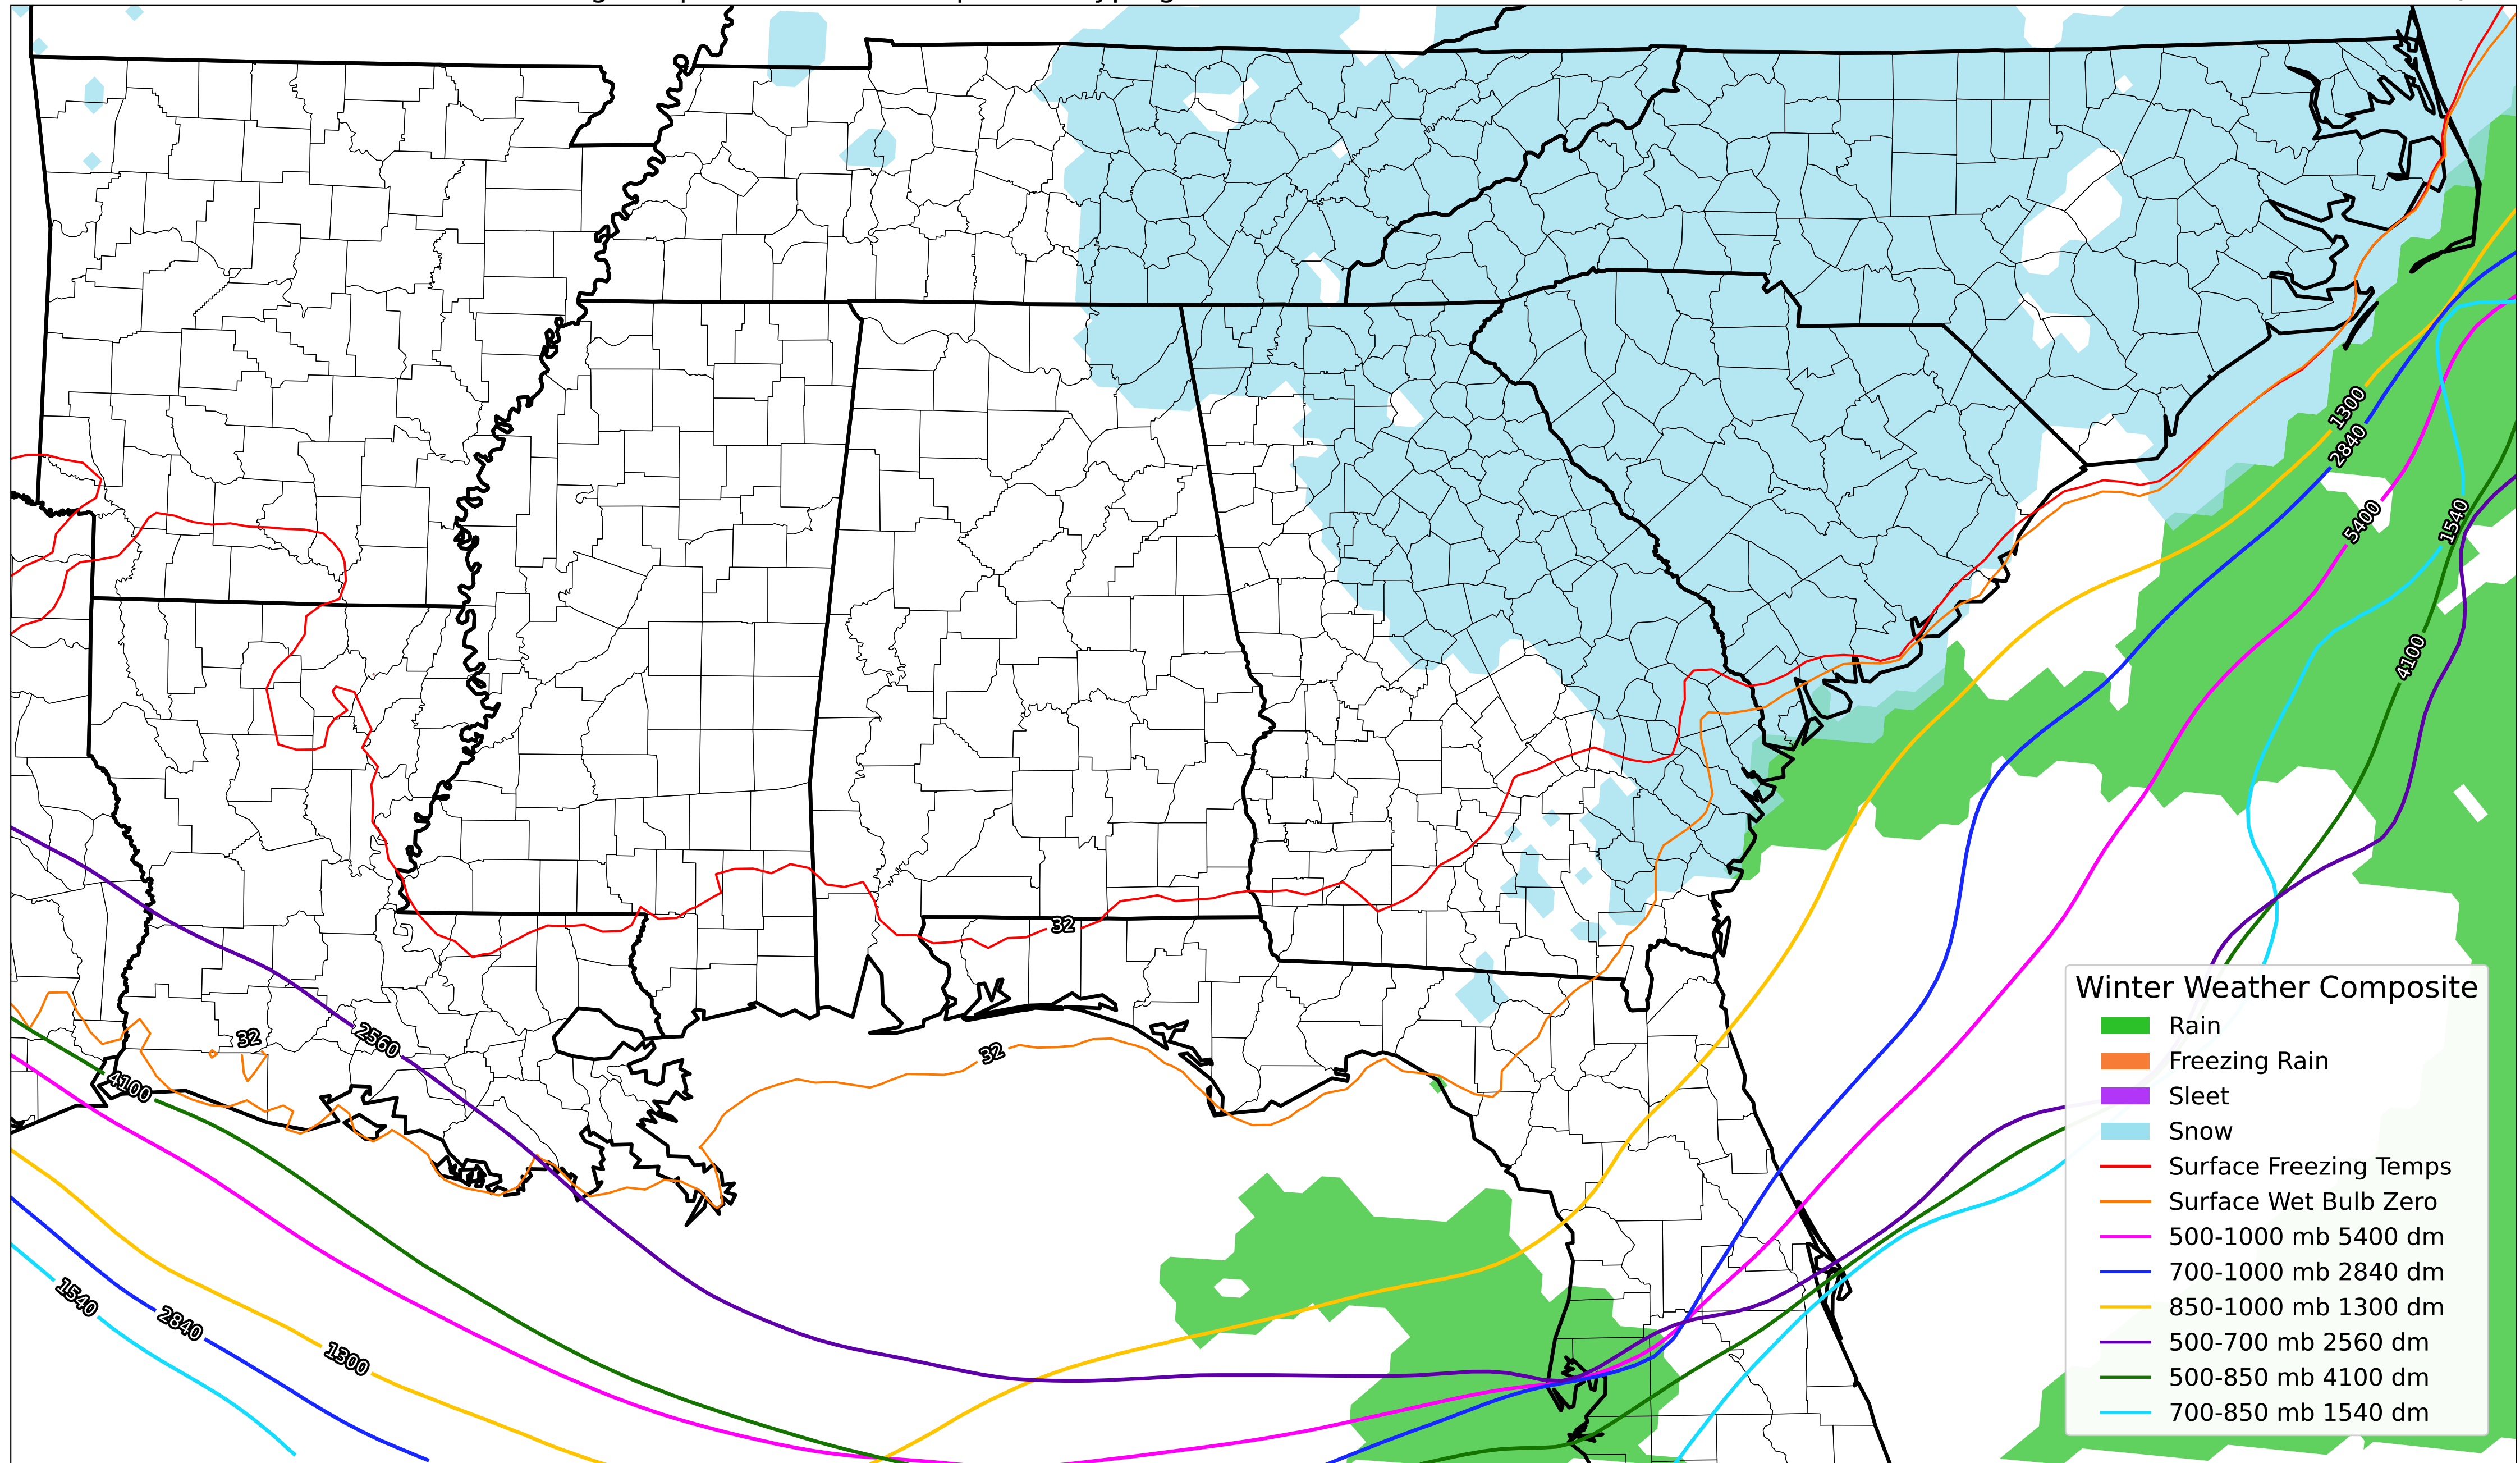 1300
2840
5400
1540
4100
32
32
32
2560
4100
1540
2840
1300
Winter Weather Composite
Rain
Freezing Rain
Sleet
Snow
Surface Freezing Temps
Surface Wet Bulb Zero
500-1000 mb 5400 dm
700-1000 mb 2840 dm
850-1000 mb 1300 dm
500-700 mb 2560 dm
500-850 mb 4100 dm
700-850 mb 1540 dm